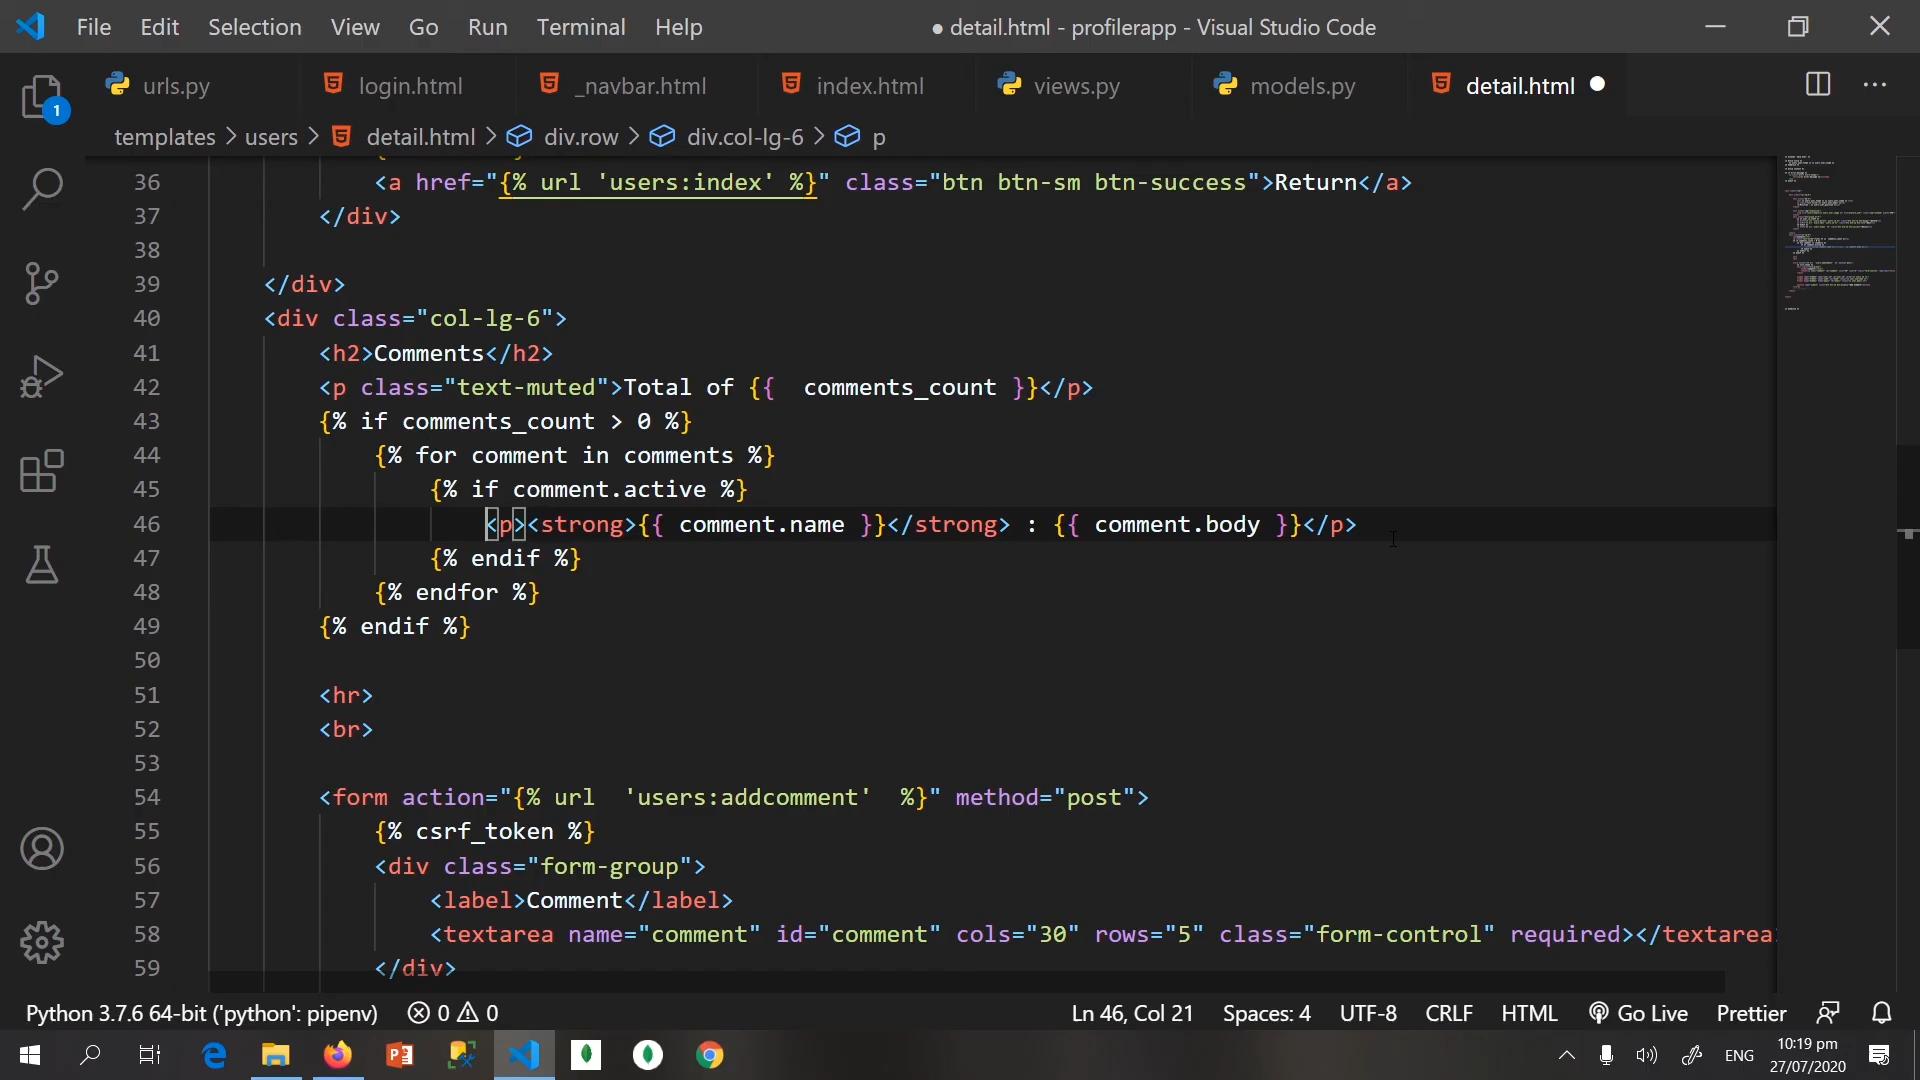 File Edit Selection View Go Run Terminal Help ● detail.html - profilerapp - Visual Studio Code
urls.py login.html _navbar.html index.html views.py models.py detail.html
1
templates > users > detail.html > div.row > div.col-lg-6 > p
36 <a href="{% url 'users:index' %}" class="btn btn-sm btn-success">Return</a>
37 </div>
38
39 </div>
40 <div class="col-lg-6">
41 <h2>Comments</h2>
42 <p class="text-muted">Total of {{  comments_count }}</p>
43 {% if comments_count > 0 %}
44 {% for comment in comments %}
45 {% if comment.active %}
46 <p><strong>{{ comment.name }}</strong> : {{ comment.body }}</p>
47 {% endif %}
48 {% endfor %}
49 {% endif %}
50
51 <hr>
52 <br>
53
54 <form action="{% url  'users:addcomment'  %}" method="post">
55 {% csrf_token %}
56 <div class="form-group">
57 <label>Comment</label>
58 <textarea name="comment" id="comment" cols="30" rows="5" class="form-control" required></textarea
59 </div>
Python 3.7.6 64-bit ('python': pipenv) 0 0 Ln 46, Col 21 Spaces: 4 UTF-8 CRLF HTML Go Live Prettier
ENG 10:19 pm
27/07/2020